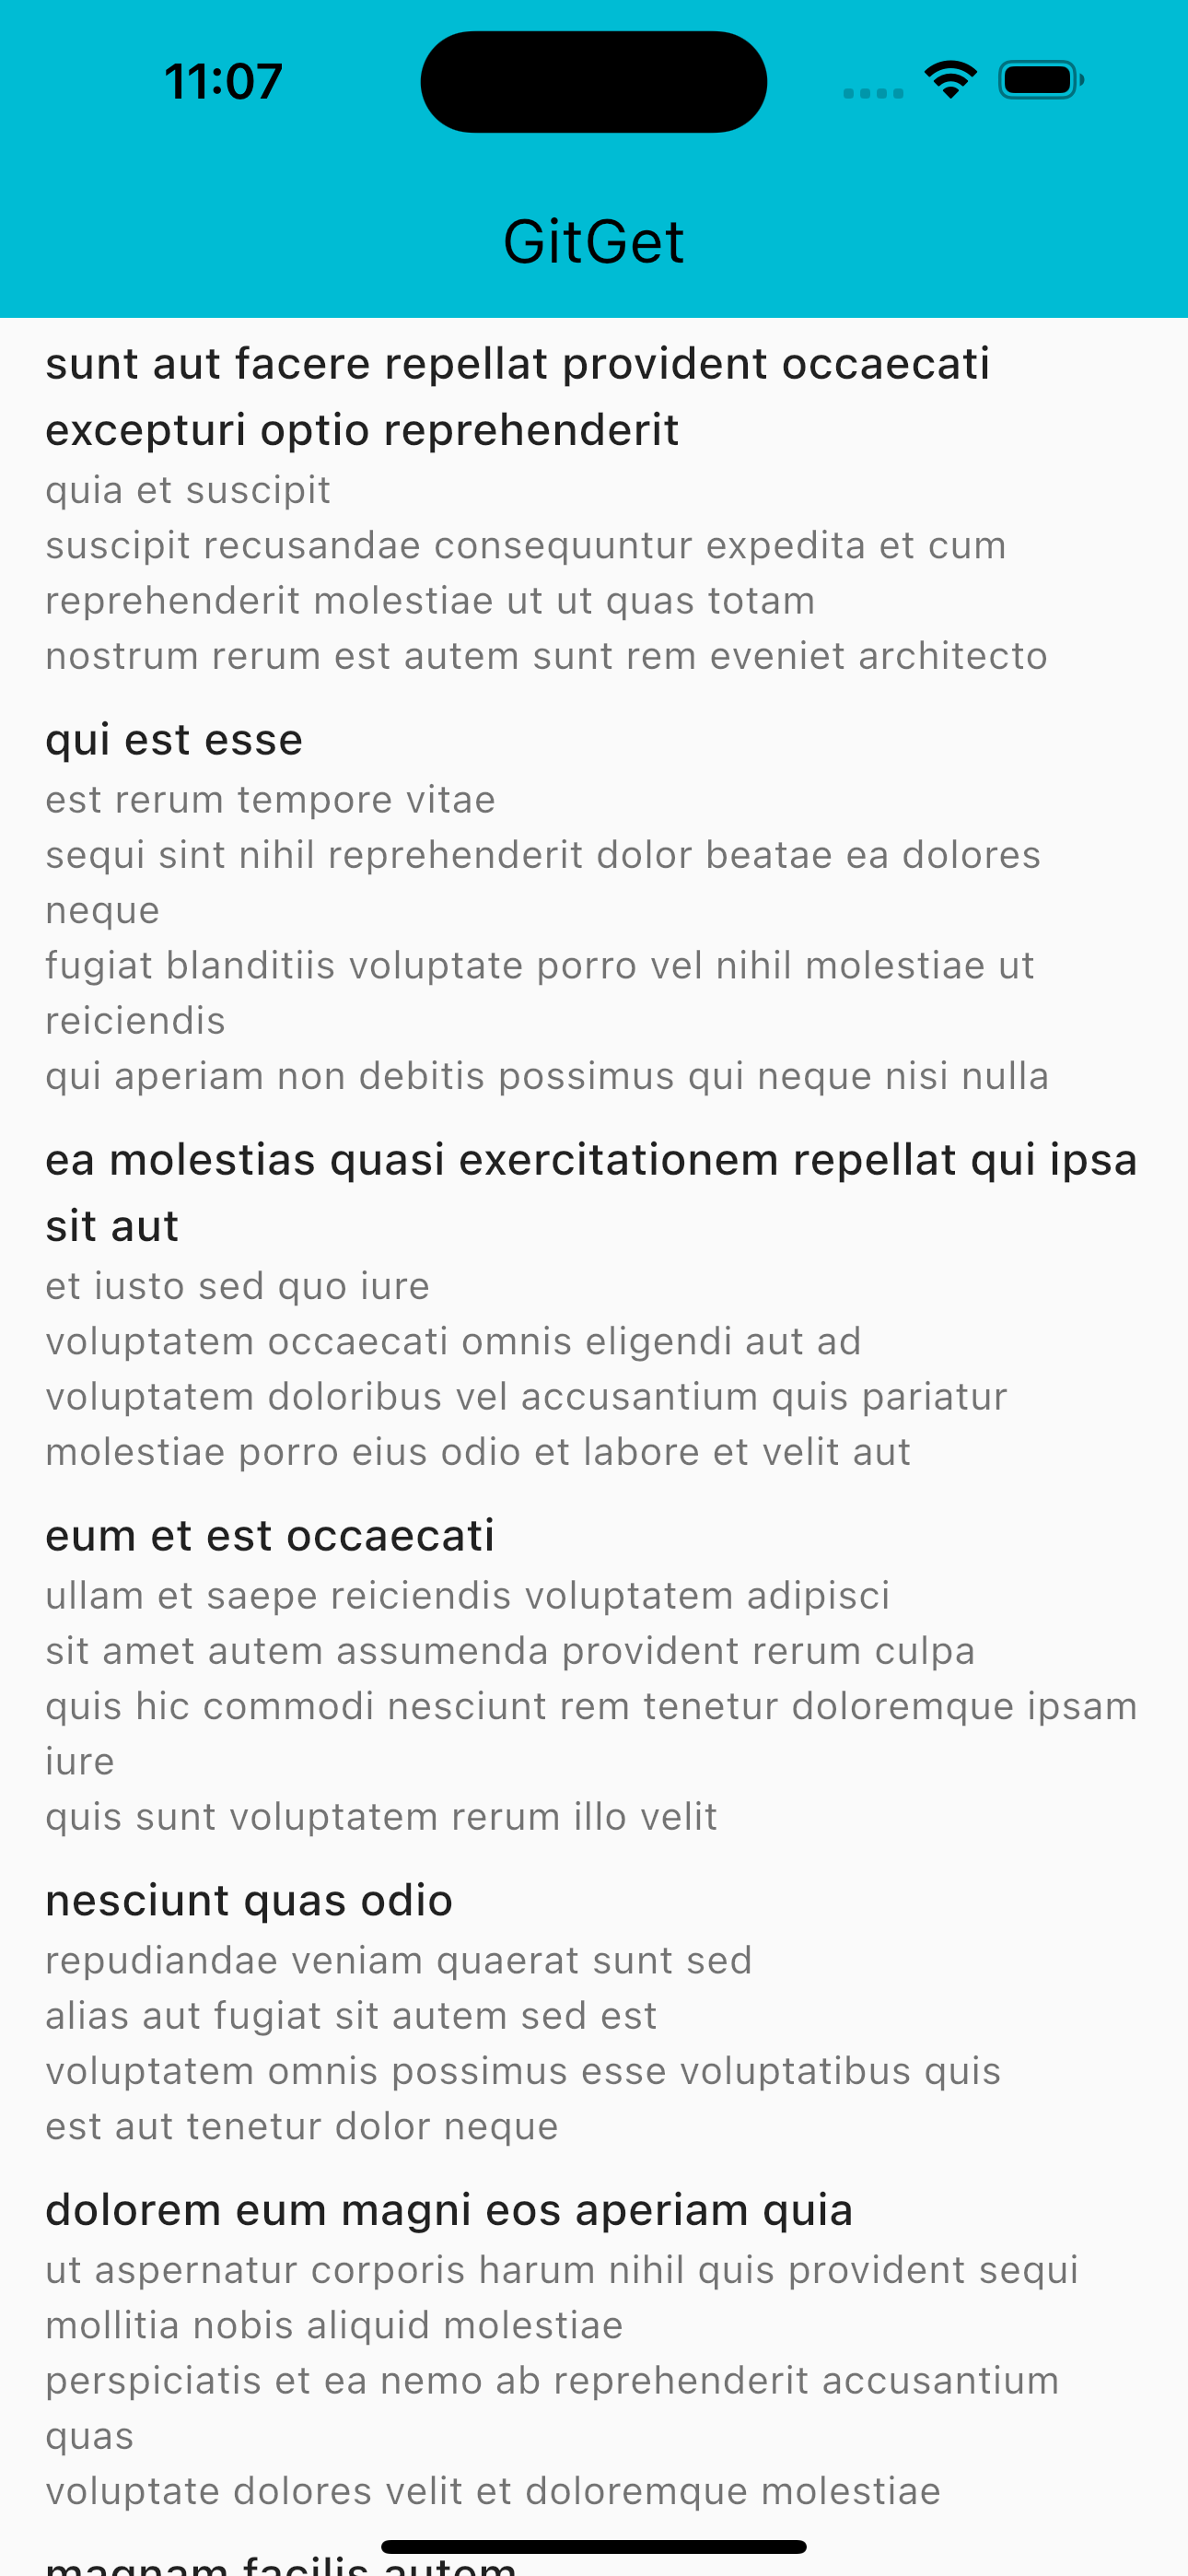 11:07
GitGet
sunt aut facere repellat provident occaecati
excepturi optio reprehenderit
quia et suscipit
suscipit recusandae consequuntur expedita et cum
reprehenderit molestiae ut ut quas totam
nostrum rerum est autem sunt rem eveniet architecto
qui est esse
est rerum tempore vitae
sequi sint nihil reprehenderit dolor beatae ea dolores
neque
fugiat blanditiis voluptate porro vel nihil molestiae ut
reiciendis
qui aperiam non debitis possimus qui neque nisi nulla
ea molestias quasi exercitationem repellat qui ipsa
sit aut
et iusto sed quo iure
voluptatem occaecati omnis eligendi aut ad
voluptatem doloribus vel accusantium quis pariatur
molestiae porro eius odio et labore et velit aut
eum et est occaecati
ullam et saepe reiciendis voluptatem adipisci
sit amet autem assumenda provident rerum culpa
quis hic commodi nesciunt rem tenetur doloremque ipsam
iure
quis sunt voluptatem rerum illo velit
nesciunt quas odio
repudiandae veniam quaerat sunt sed
alias aut fugiat sit autem sed est
voluptatem omnis possimus esse voluptatibus quis
est aut tenetur dolor neque
dolorem eum magni eos aperiam quia
ut aspernatur corporis harum nihil quis provident sequi
mollitia nobis aliquid molestiae
perspiciatis et ea nemo ab reprehenderit accusantium
quas
voluptate dolores velit et doloremque molestiae
magnam facilis autem